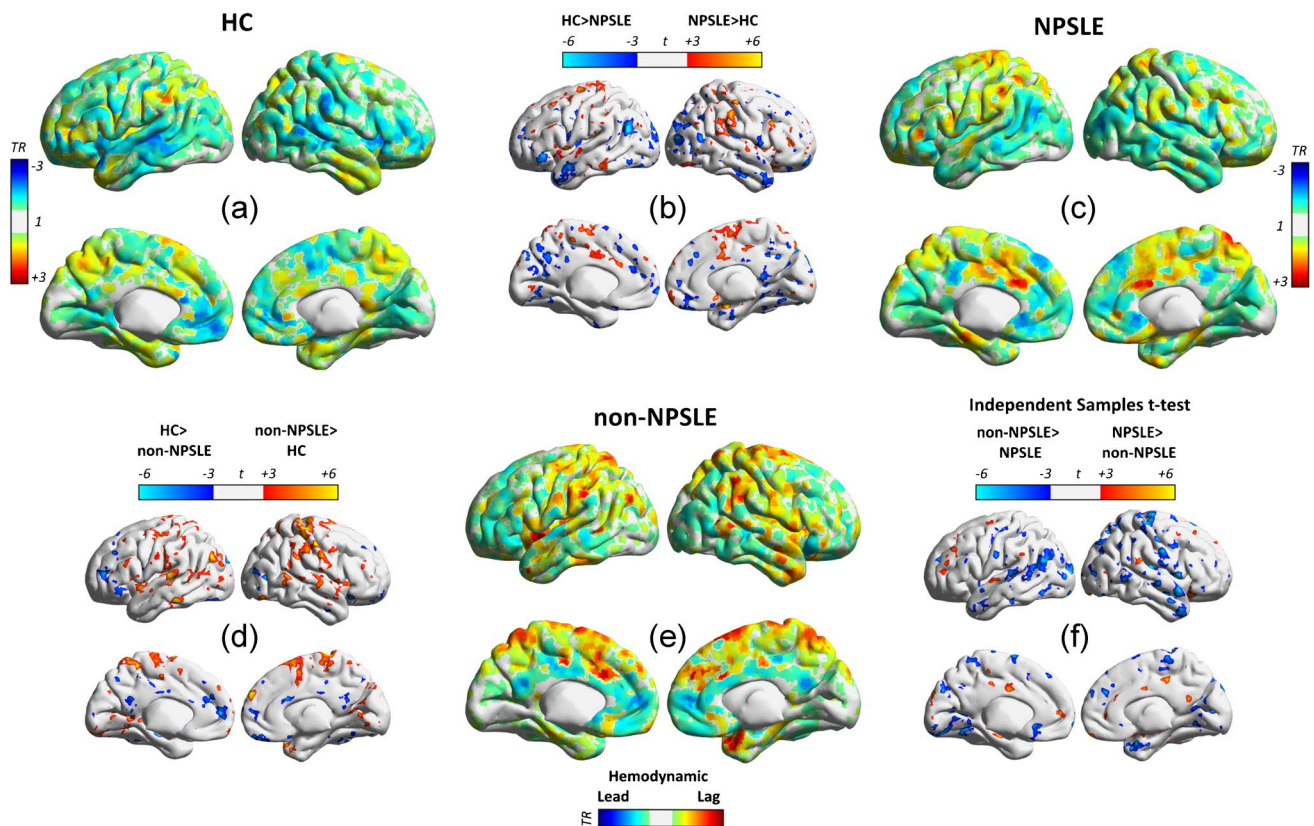 HC
HC>NPSLE NPSLE>HC
-6 -3 t +3 +6
NPSLE
TR
-3
1
+3
TR
-3
1
+3
(a)
(b)
(c)
HC>
non-NPSLE
non-NPSLE>
HC
-6 -3 t +3 +6
non-NPSLE
Independent Samples t-test
non-NPSLE>
NPSLE
NPSLE>
non-NPSLE
-6 -3 t +3 +6
(d)
(e)
(f)
Hemodynamic
Lead Lag
TR